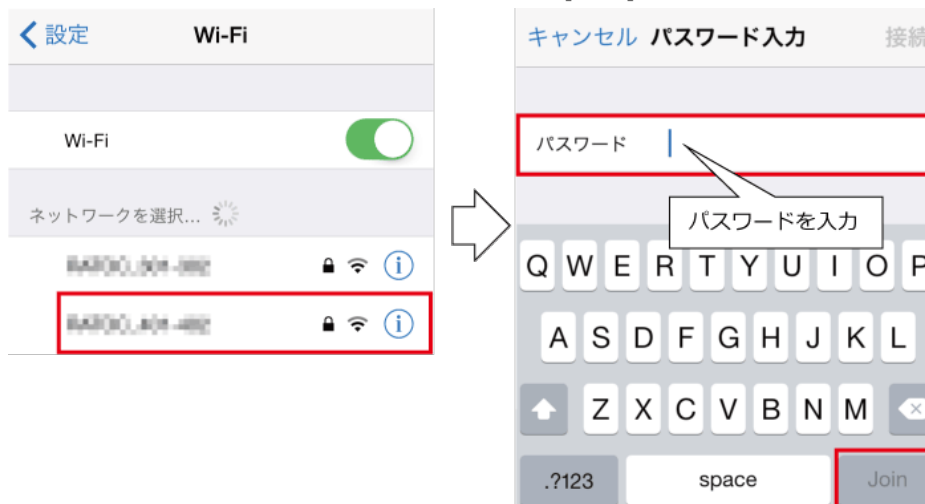 設定
Wi-Fi
Wi-Fi
ネットワークを選択...
キャンセル
パスワード入力
接続
パスワード
パスワードを入力
Q W E R T Y U I O P
A S D F G H J K L
Z X C V B N M
.?123
space
Join